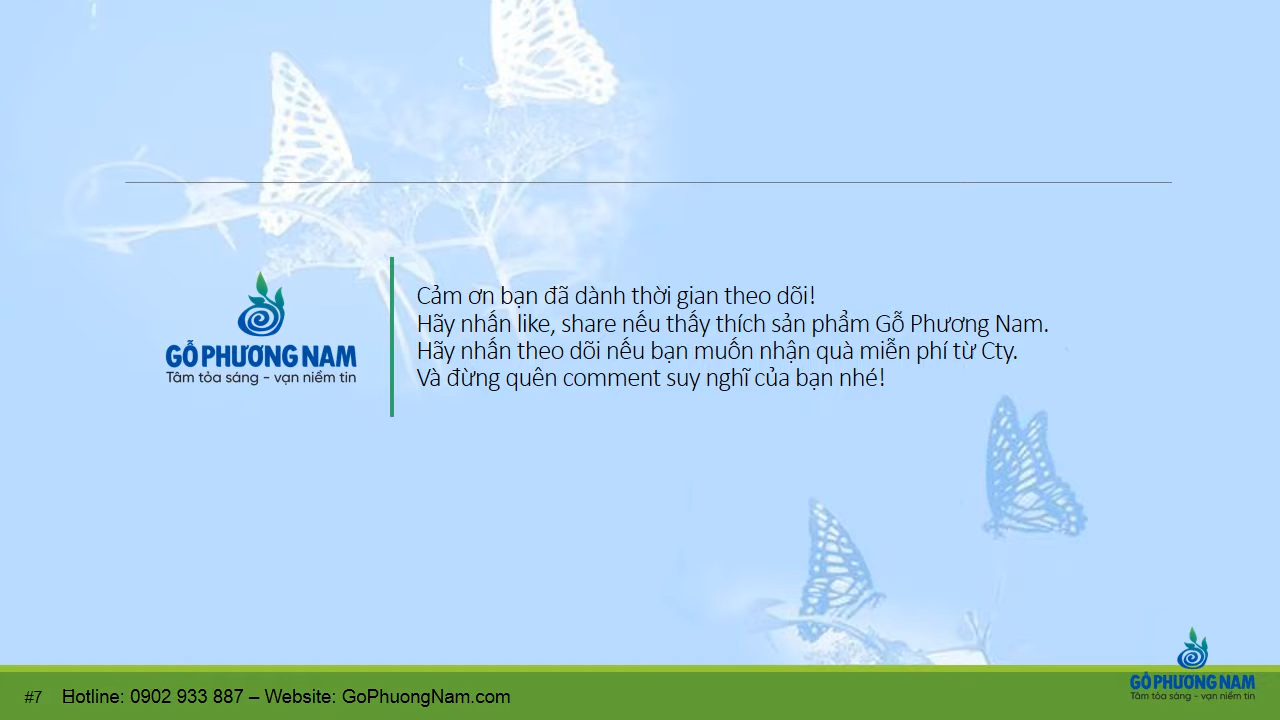 GỖ PHƯƠNG NAM
Tâm tỏa sáng – vạn niềm tin
Cảm ơn bạn đã dành thời gian theo dõi!
Hãy nhấn like, share nếu thấy thích sản phẩm Gỗ Phương Nam.
Hãy nhấn theo dõi nếu bạn muốn nhận quà miễn phí từ Cty.
Và đừng quên comment suy nghĩ của bạn nhé!
#7 Hotline: 0902 933 887 – Website: GoPhuongNam.com
GỖ PHƯƠNG NAM
Tâm tỏa sáng – vạn niềm tin